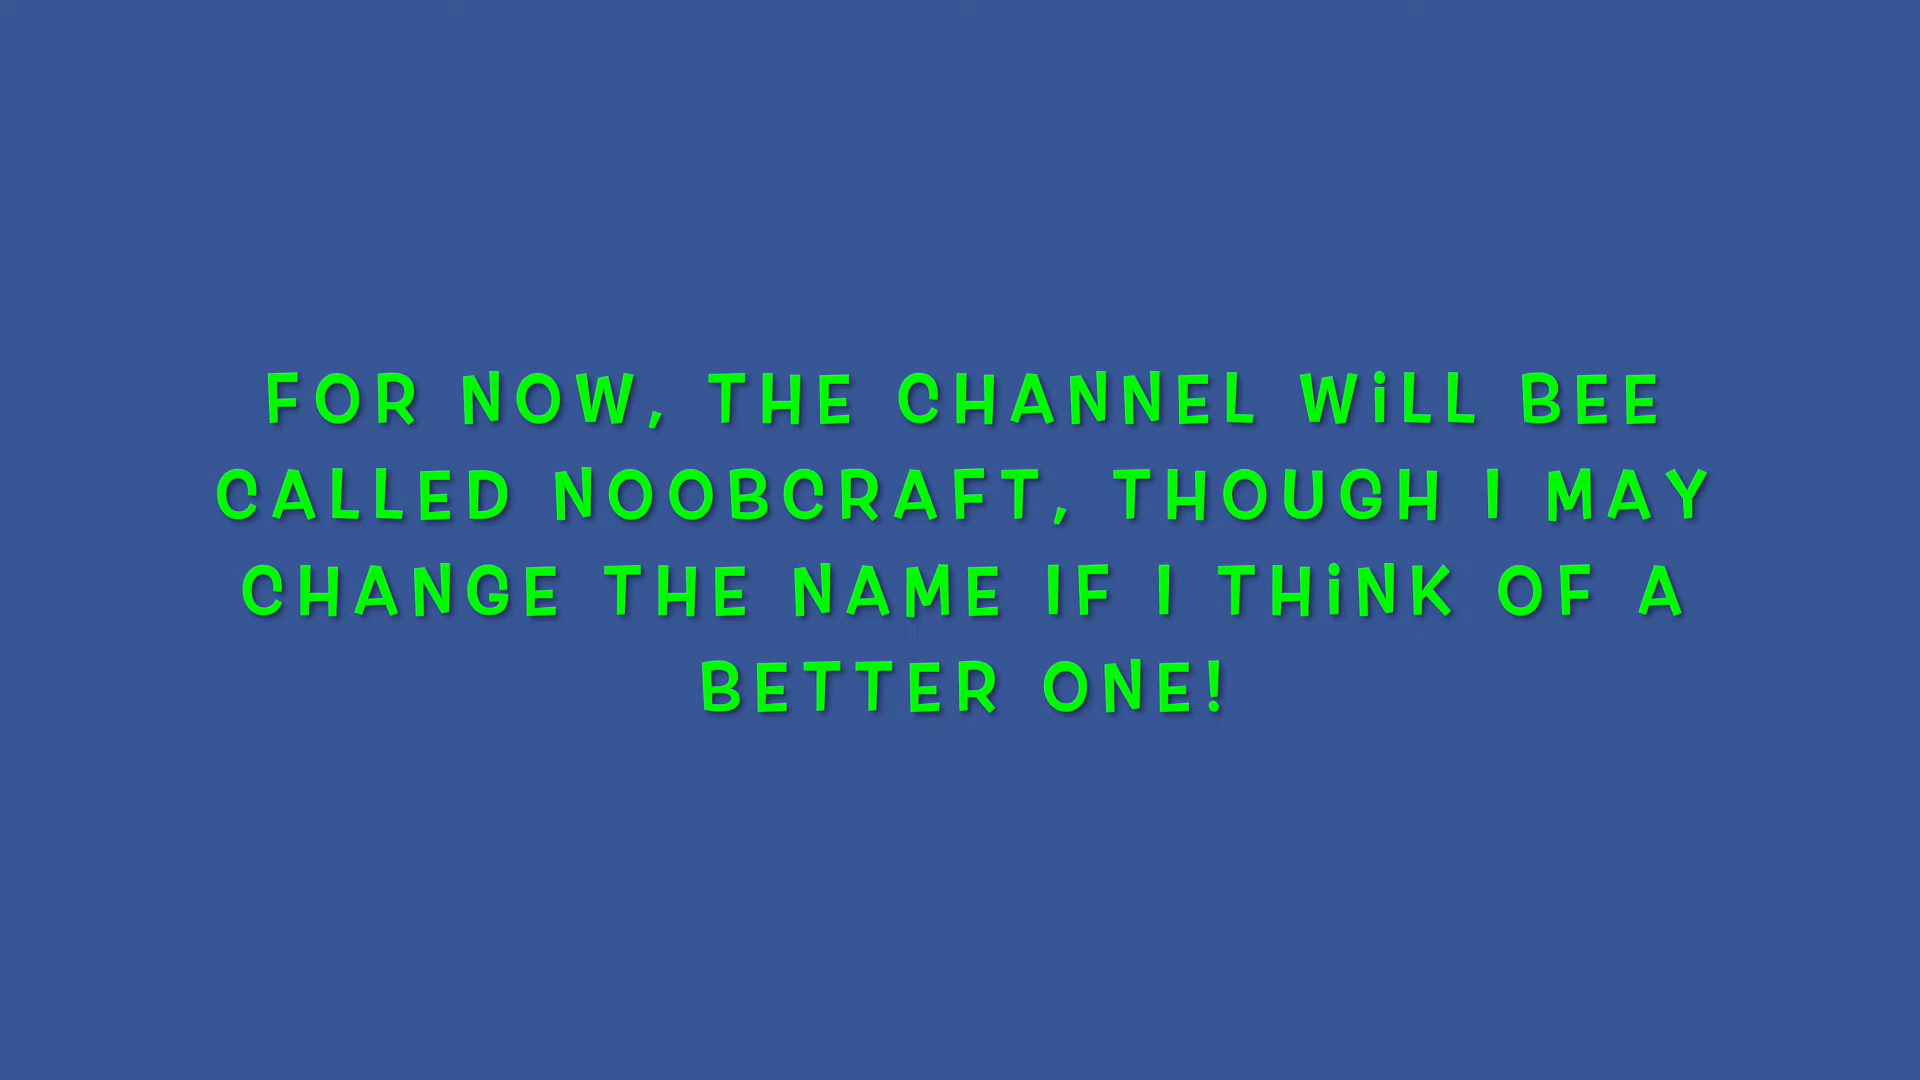 FOR NOW, THE CHANNEL WiLL BEE
CALLED NOOBCRAFT, THOUGH I MAY
CHANGE THE NAME IF I THiNK OF A
BETTER ONE!